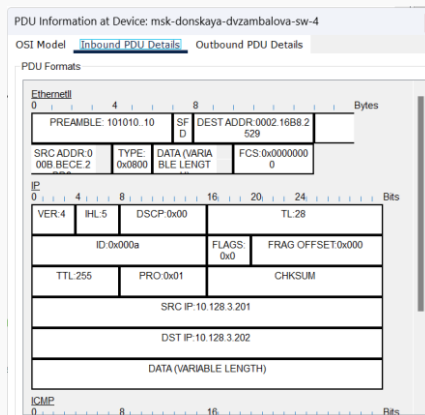 PDU Information at Device: msk-donskaya-dvzambalova-sw-4
OSI Model Inbound PDU Details Outbound PDU Details
PDU Formats
EthernetII
0 4 8 Bytes
PREAMBLE: 101010..10 SF D DEST ADDR:0002.16B8.2
529
SRC ADDR:0 TYPE: DATA (VARIA FCS:0x0000000
00B.BECE.2 0x0800 BLE LENGT 0
IP
0 4 8 16 20 24 Bits
VER:4 IHL:5 DSCP:0x00 TL:28
ID:0x000a FLAGS: FRAG OFFSET:0x000
0x0
TTL:255 PRO:0x01 CHKSUM
SRC IP:10.128.3.201
DST IP:10.128.3.202
DATA (VARIABLE LENGTH)
ICMP
0 8 16 Bits